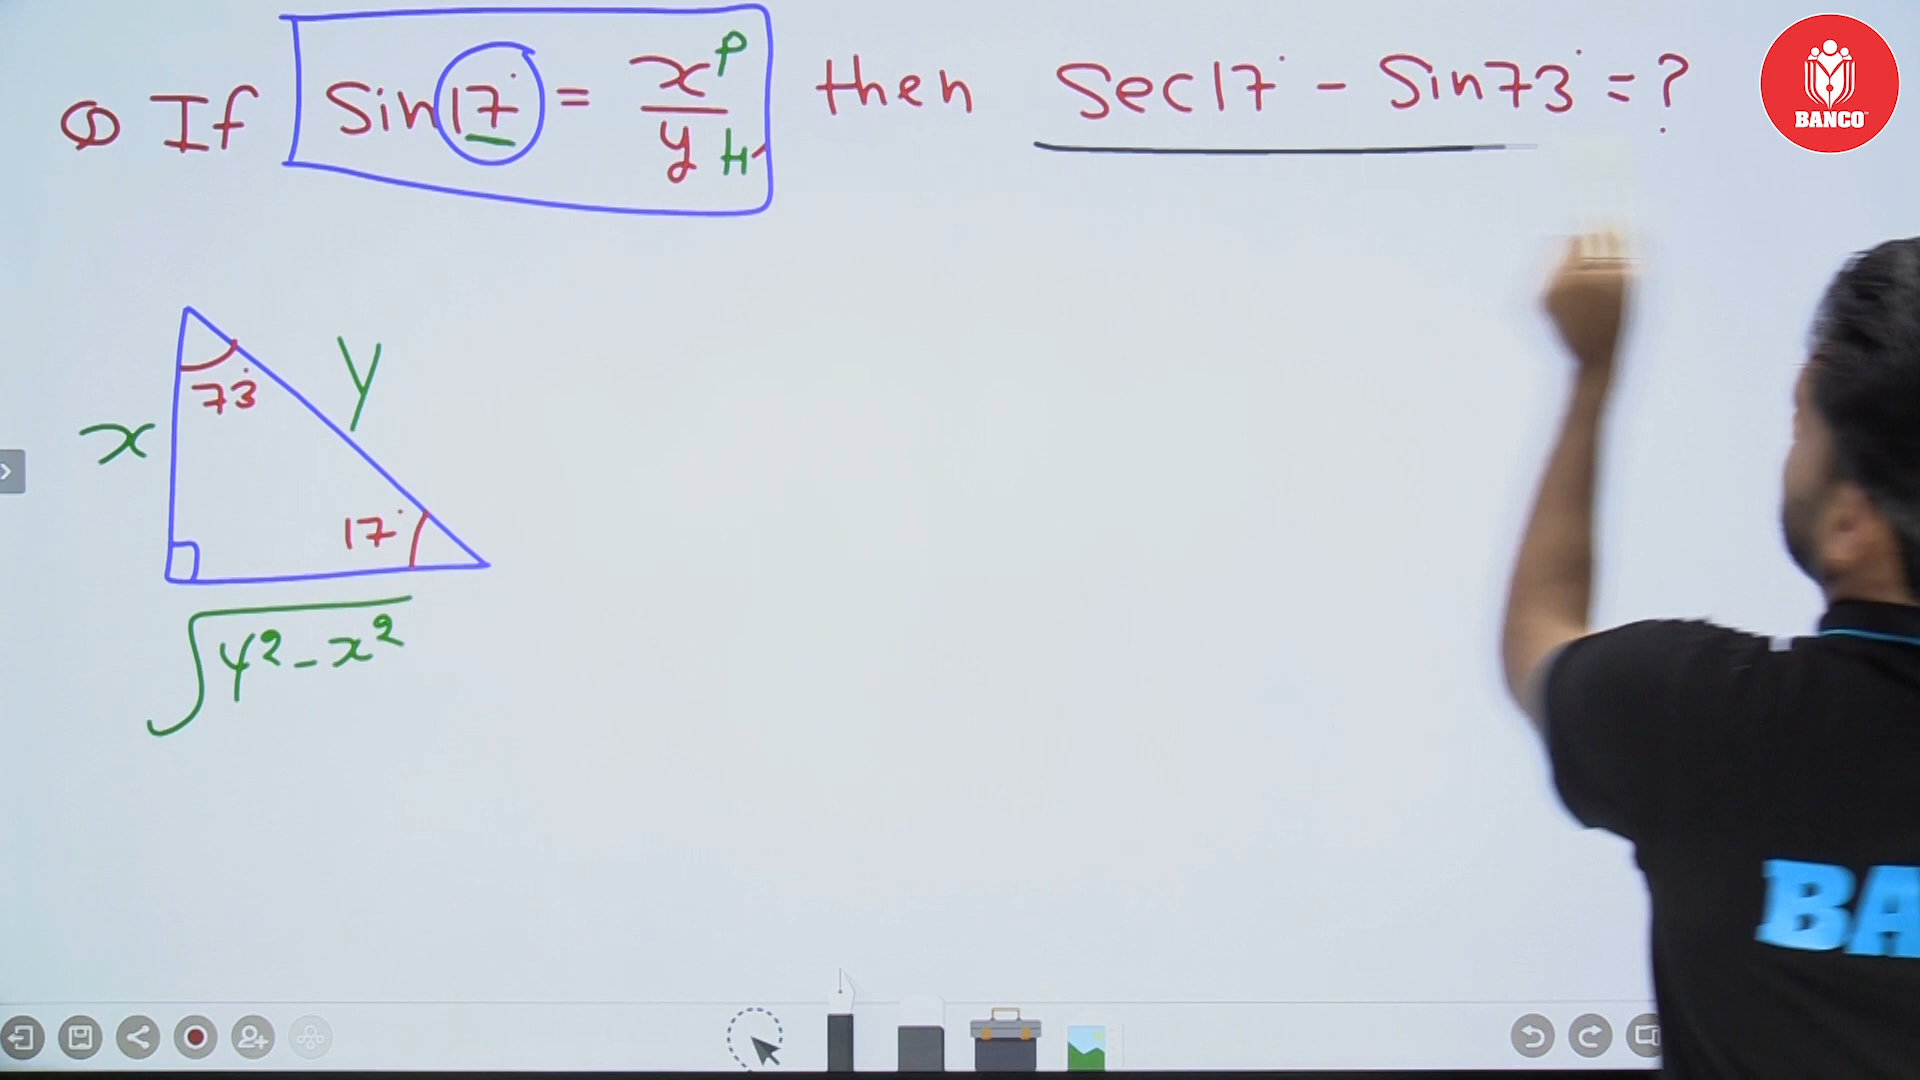 Q If Sin17° = x/y P H then Sec17° - Sin73° = ?
BANCO
73°
y
x
17°
√y²-x²
BA